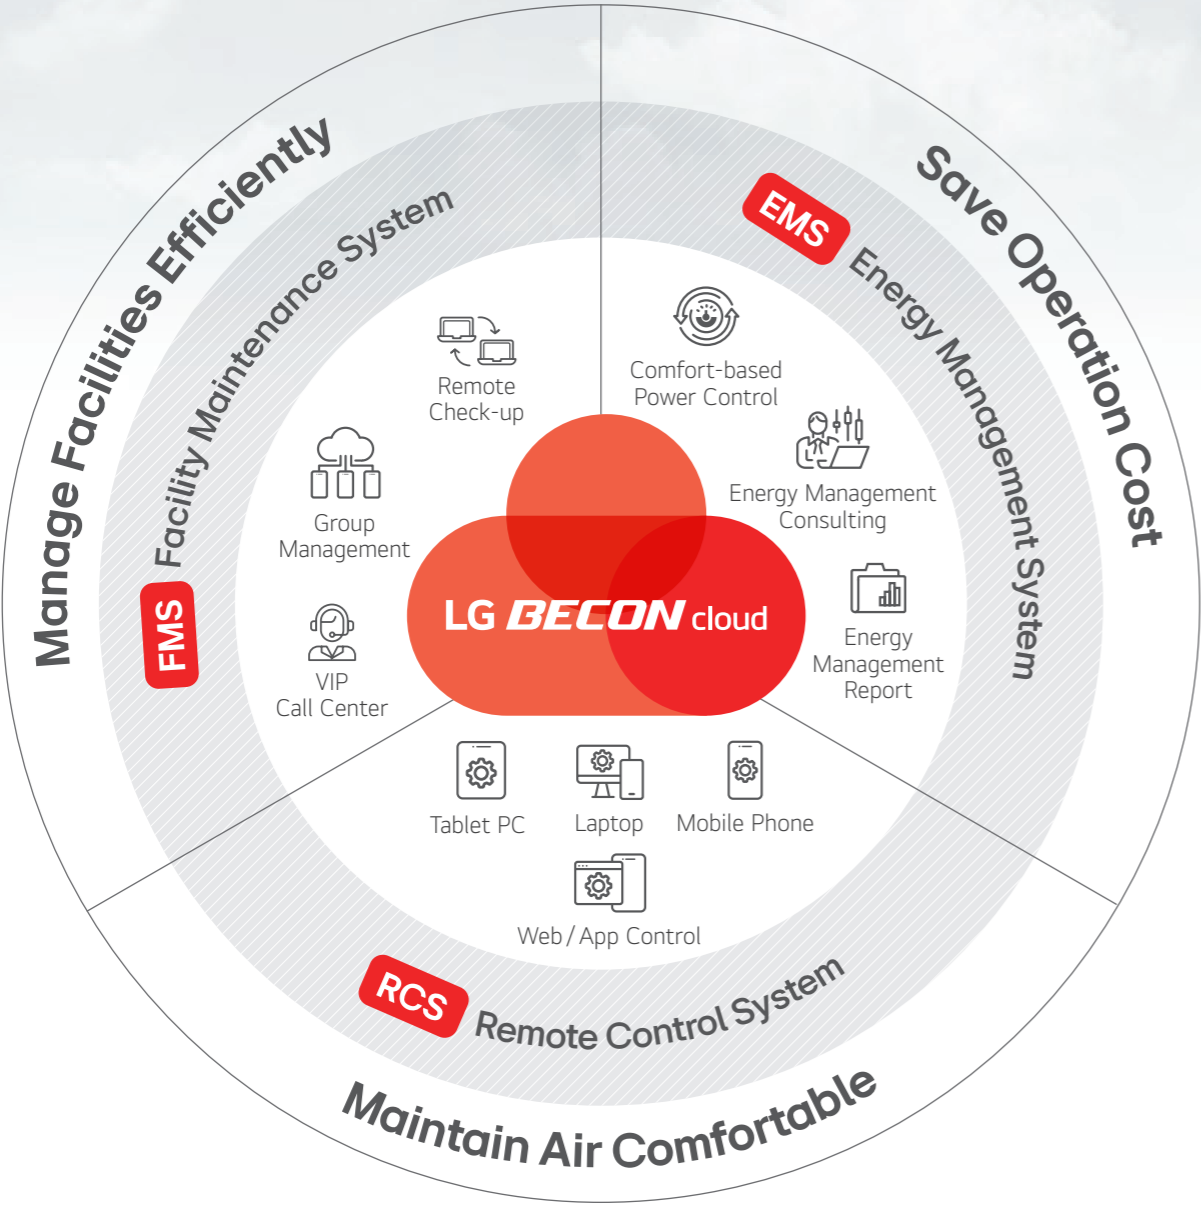 Manage Facilities Efficiently
FMS Facility Maintenance System
Remote
Check-up
Group
Management
VIP
Call Center
Save Operation Cost
EMS Energy Management System
Comfort-based
Power Control
Energy Management
Consulting
Energy
Management
Report
LG BECON cloud
Tablet PC
Laptop
Mobile Phone
Web / App Control
RCS Remote Control System
Maintain Air Comfortable